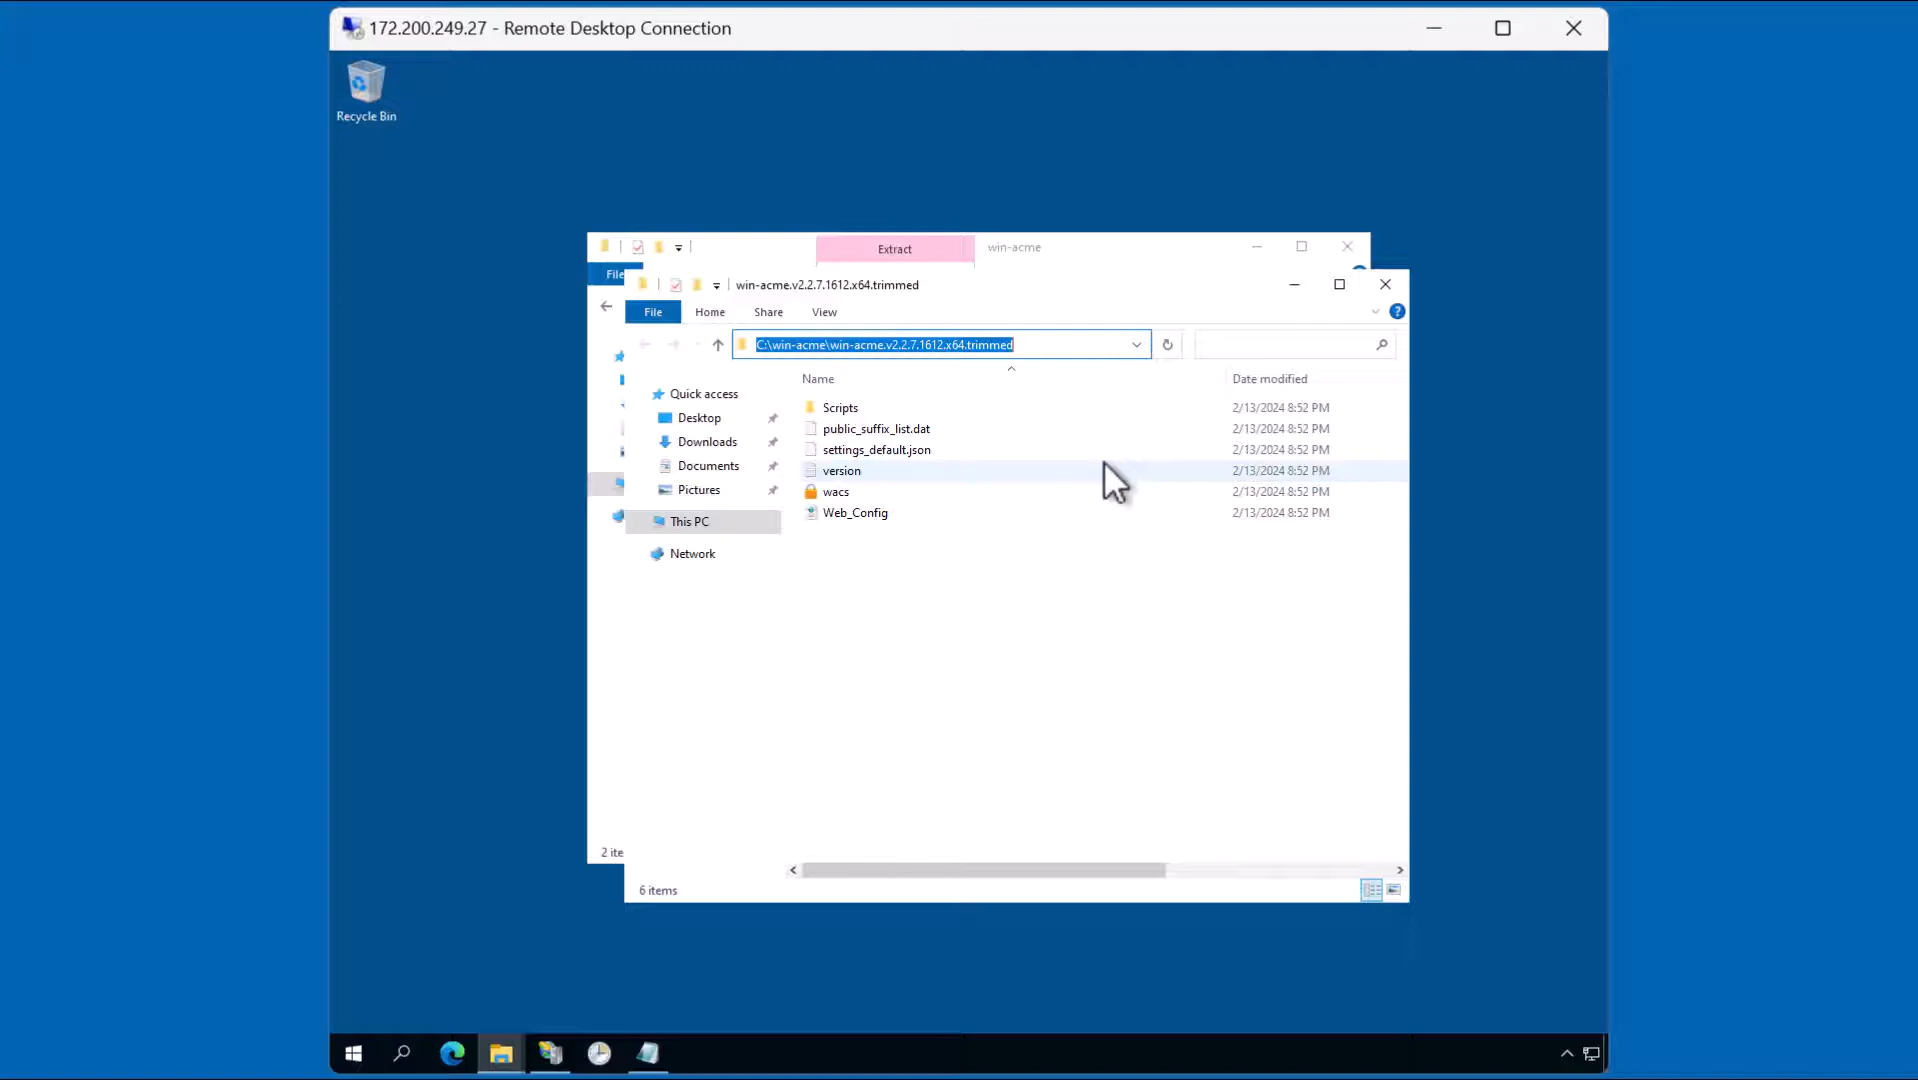 172.200.249.27 - Remote Desktop Connection
Recycle Bin
Extract
win-acme
File
win-acme.v2.2.7.1612.x64.trimmed
File
Home
Share
View
C:\win-acme\win-acme.v2.2.7.1612.x64.trimmed
Name
Date modified
Quick access
Desktop
Downloads
Documents
Pictures
This PC
Network
Scripts
2/13/2024 8:52 PM
public_suffix_list.dat
2/13/2024 8:52 PM
settings_default.json
2/13/2024 8:52 PM
version
2/13/2024 8:52 PM
wacs
2/13/2024 8:52 PM
Web_Config
2/13/2024 8:52 PM
2 ite
6 items